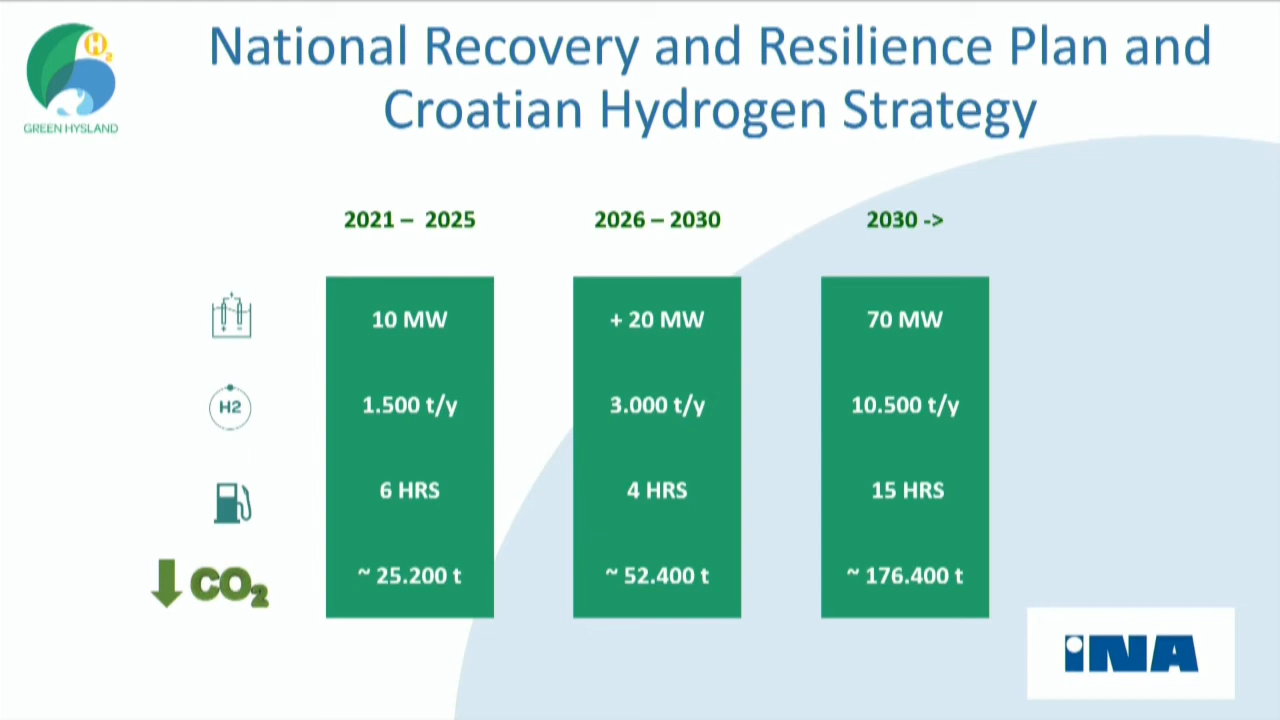 H2
GREEN HYSLAND
National Recovery and Resilience Plan and
Croatian Hydrogen Strategy
2021 – 2025
2026 – 2030
2030 ->
10 MW
+ 20 MW
70 MW
H2
1.500 t/y
3.000 t/y
10.500 t/y
6 HRS
4 HRS
15 HRS
CO2
~ 25.200 t
~ 52.400 t
~ 176.400 t
iNA